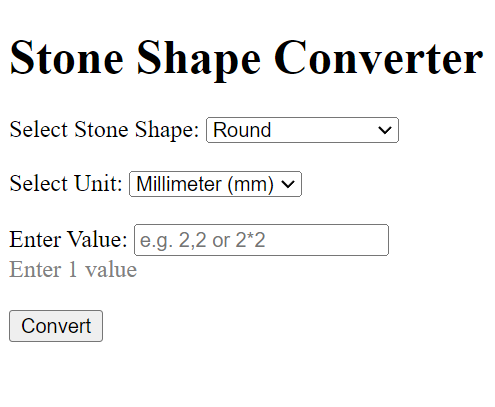 Stone Shape Converter
Select Stone Shape: Round
Select Unit: Millimeter (mm)
Enter Value: e.g. 2,2 or 2*2
Enter 1 value
Convert